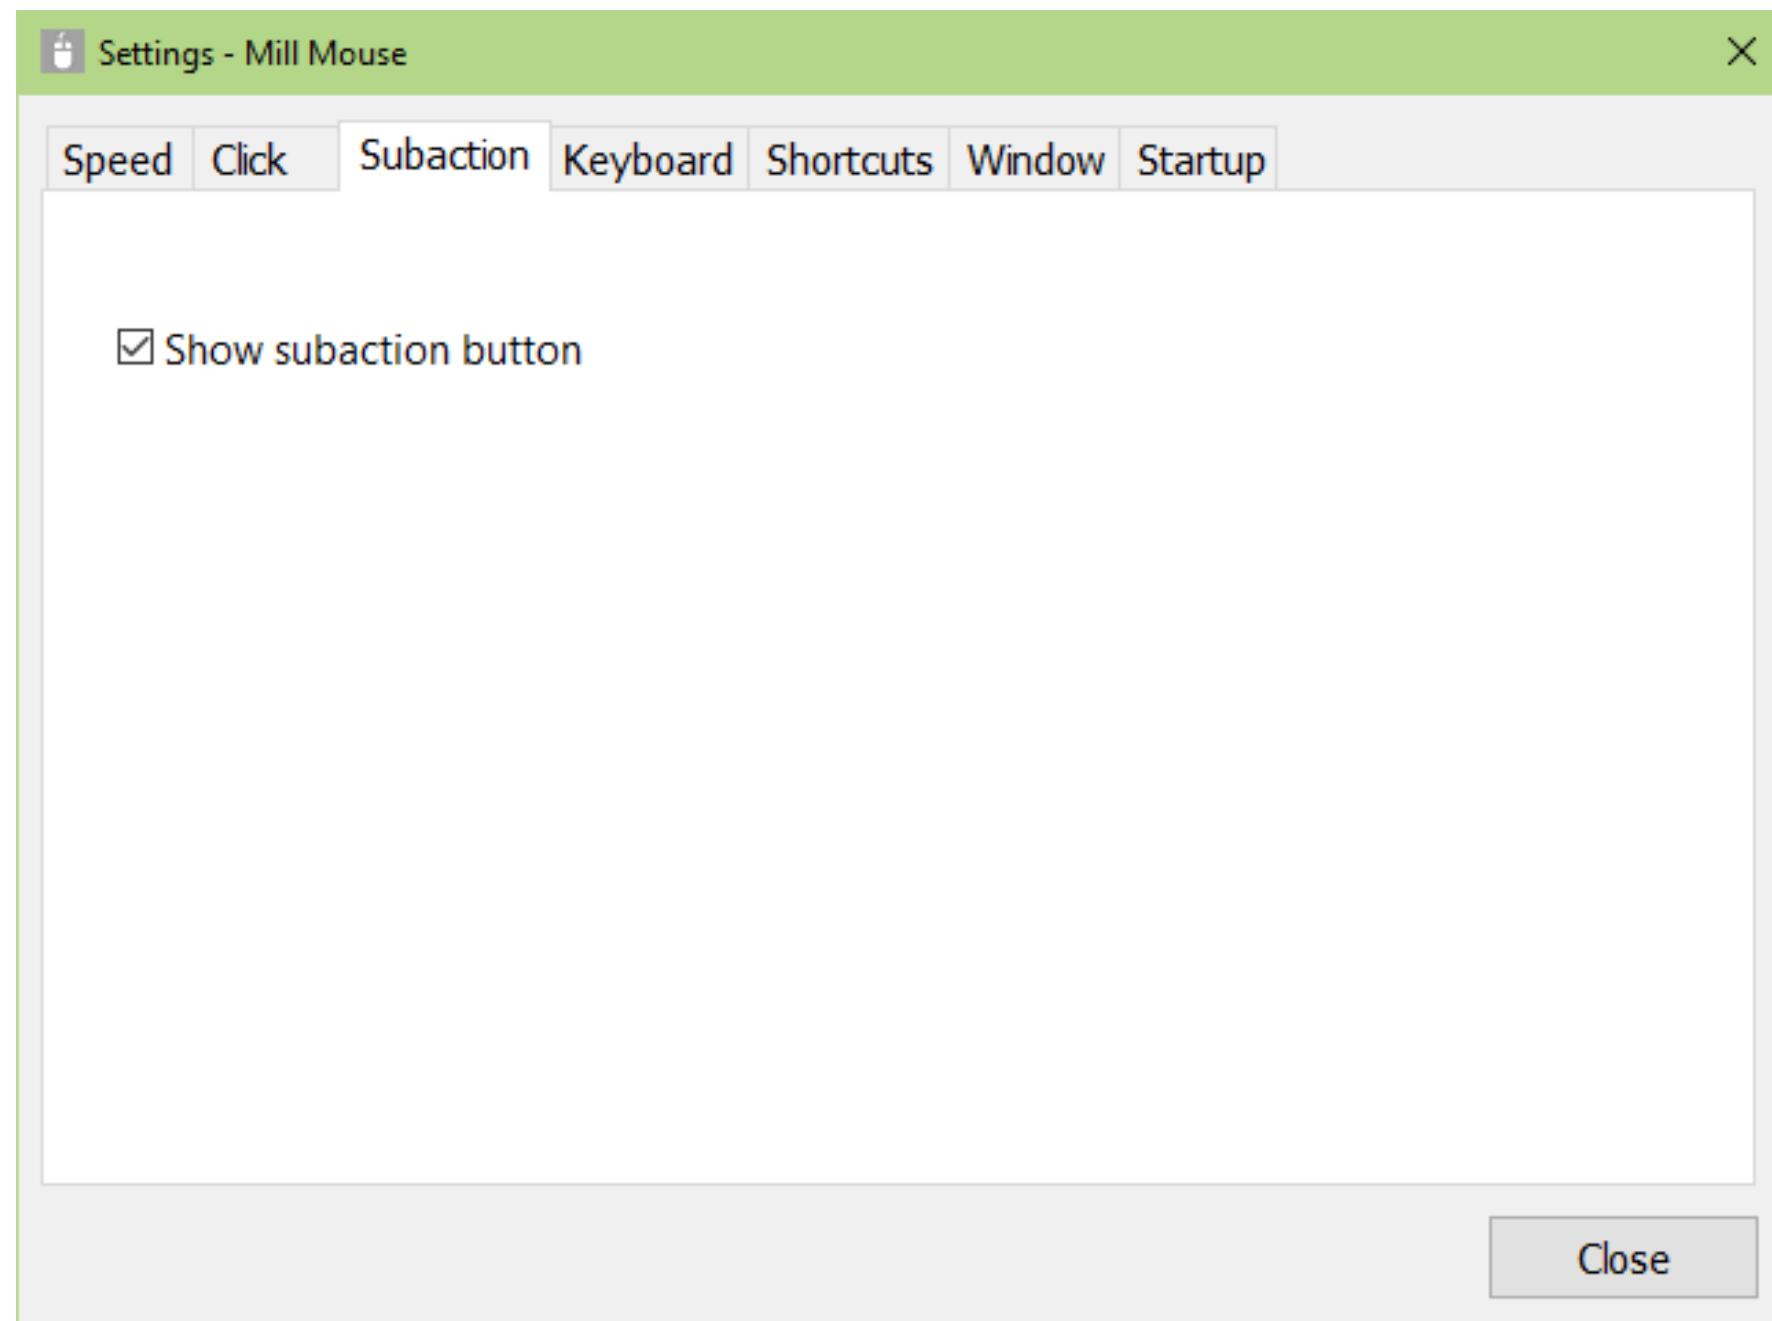 Settings - Mill Mouse
Speed Click Subaction Keyboard Shortcuts Window Startup
Show subaction button
Close